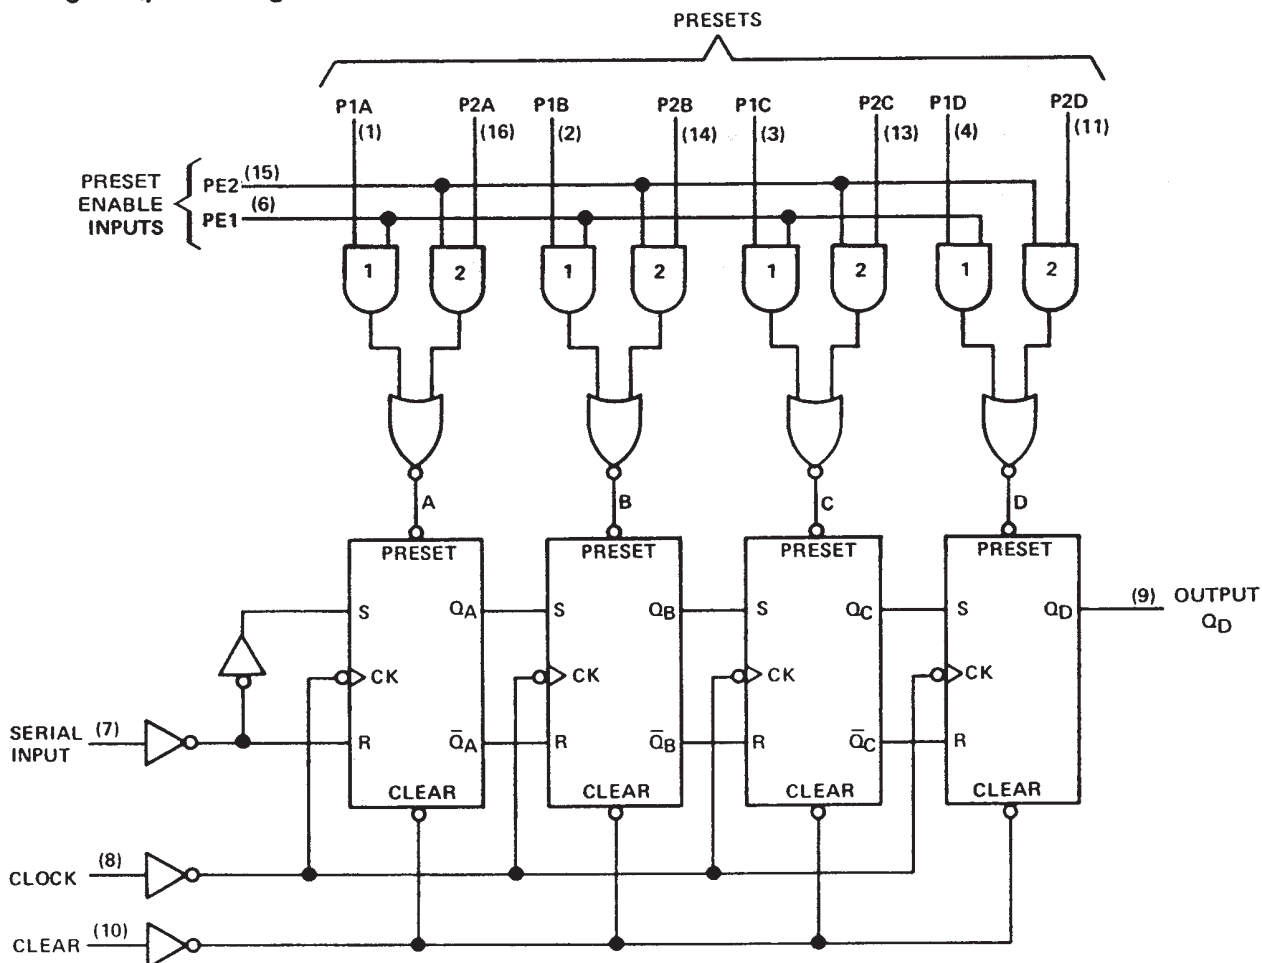 PRESETS
P1A P2A P1B P2B P1C P2C P1D P2D
(1) (16) (2) (14) (3) (13) (4) (11)
PRESET
ENABLE
INPUTS
PE2 (15)
PE1 (6)
1 2 1 2 1 2 1 2
A B C D
PRESET PRESET PRESET PRESET
S QA S QB S QC S QD (9) OUTPUT
QD
CK CK CK CK
SERIAL (7)
INPUT
R Q̄A R Q̄B R Q̄C R
CLEAR CLEAR CLEAR CLEAR
CLOCK (8)
CLEAR (10)